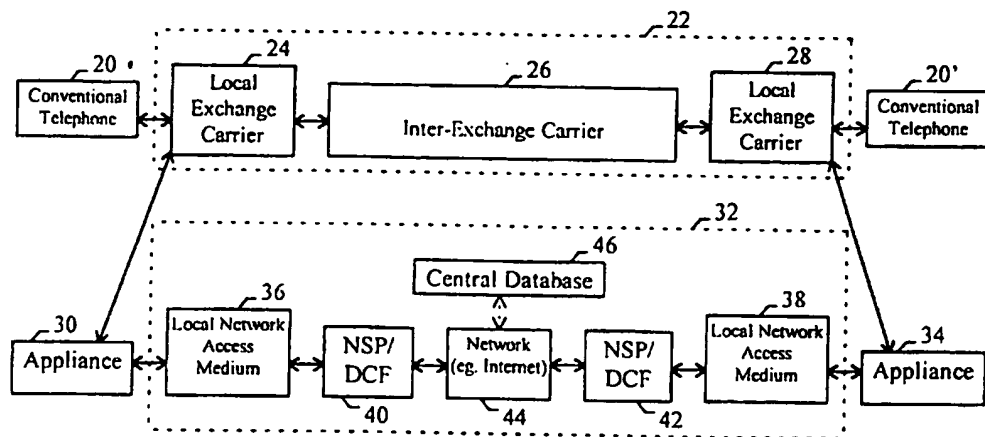 22
20
24
26
28
20'
Conventional
Telephone
Local
Exchange
Carrier
Inter-Exchange Carrier
Local
Exchange
Carrier
Conventional
Telephone
32
46
Central Database
30
36
38
34
Appliance
Local Network
Access
Medium
NSP/
DCF
Network
(eg. Internet)
NSP/
DCF
Local Network
Access
Medium
Appliance
40
44
42